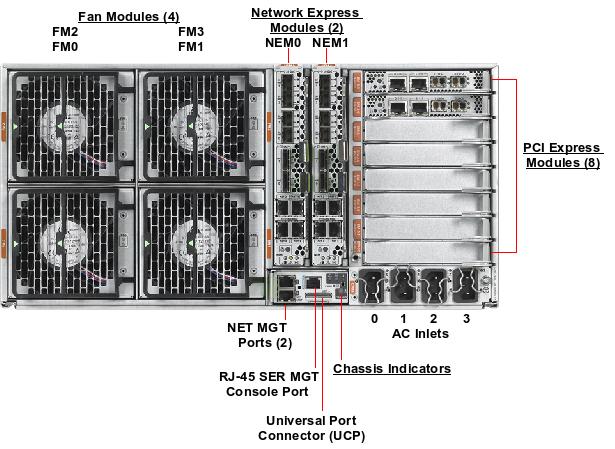 Fan Modules (4)
FM2 FM3
FM0 FM1
Network Express
Modules (2)
NEM0 NEM1
PCI Express
Modules (8)
0 1 2 3
AC Inlets
NET MGT
Ports (2)
Chassis Indicators
RJ-45 SER MGT
Console Port
Universal Port
Connector (UCP)